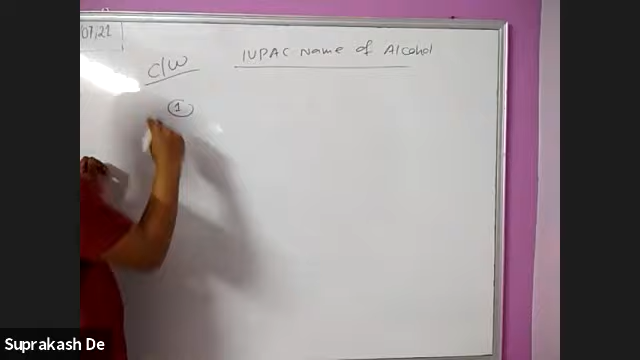 /07/21
C/W
IUPAC Name of Alcohol
1
Suprakash De